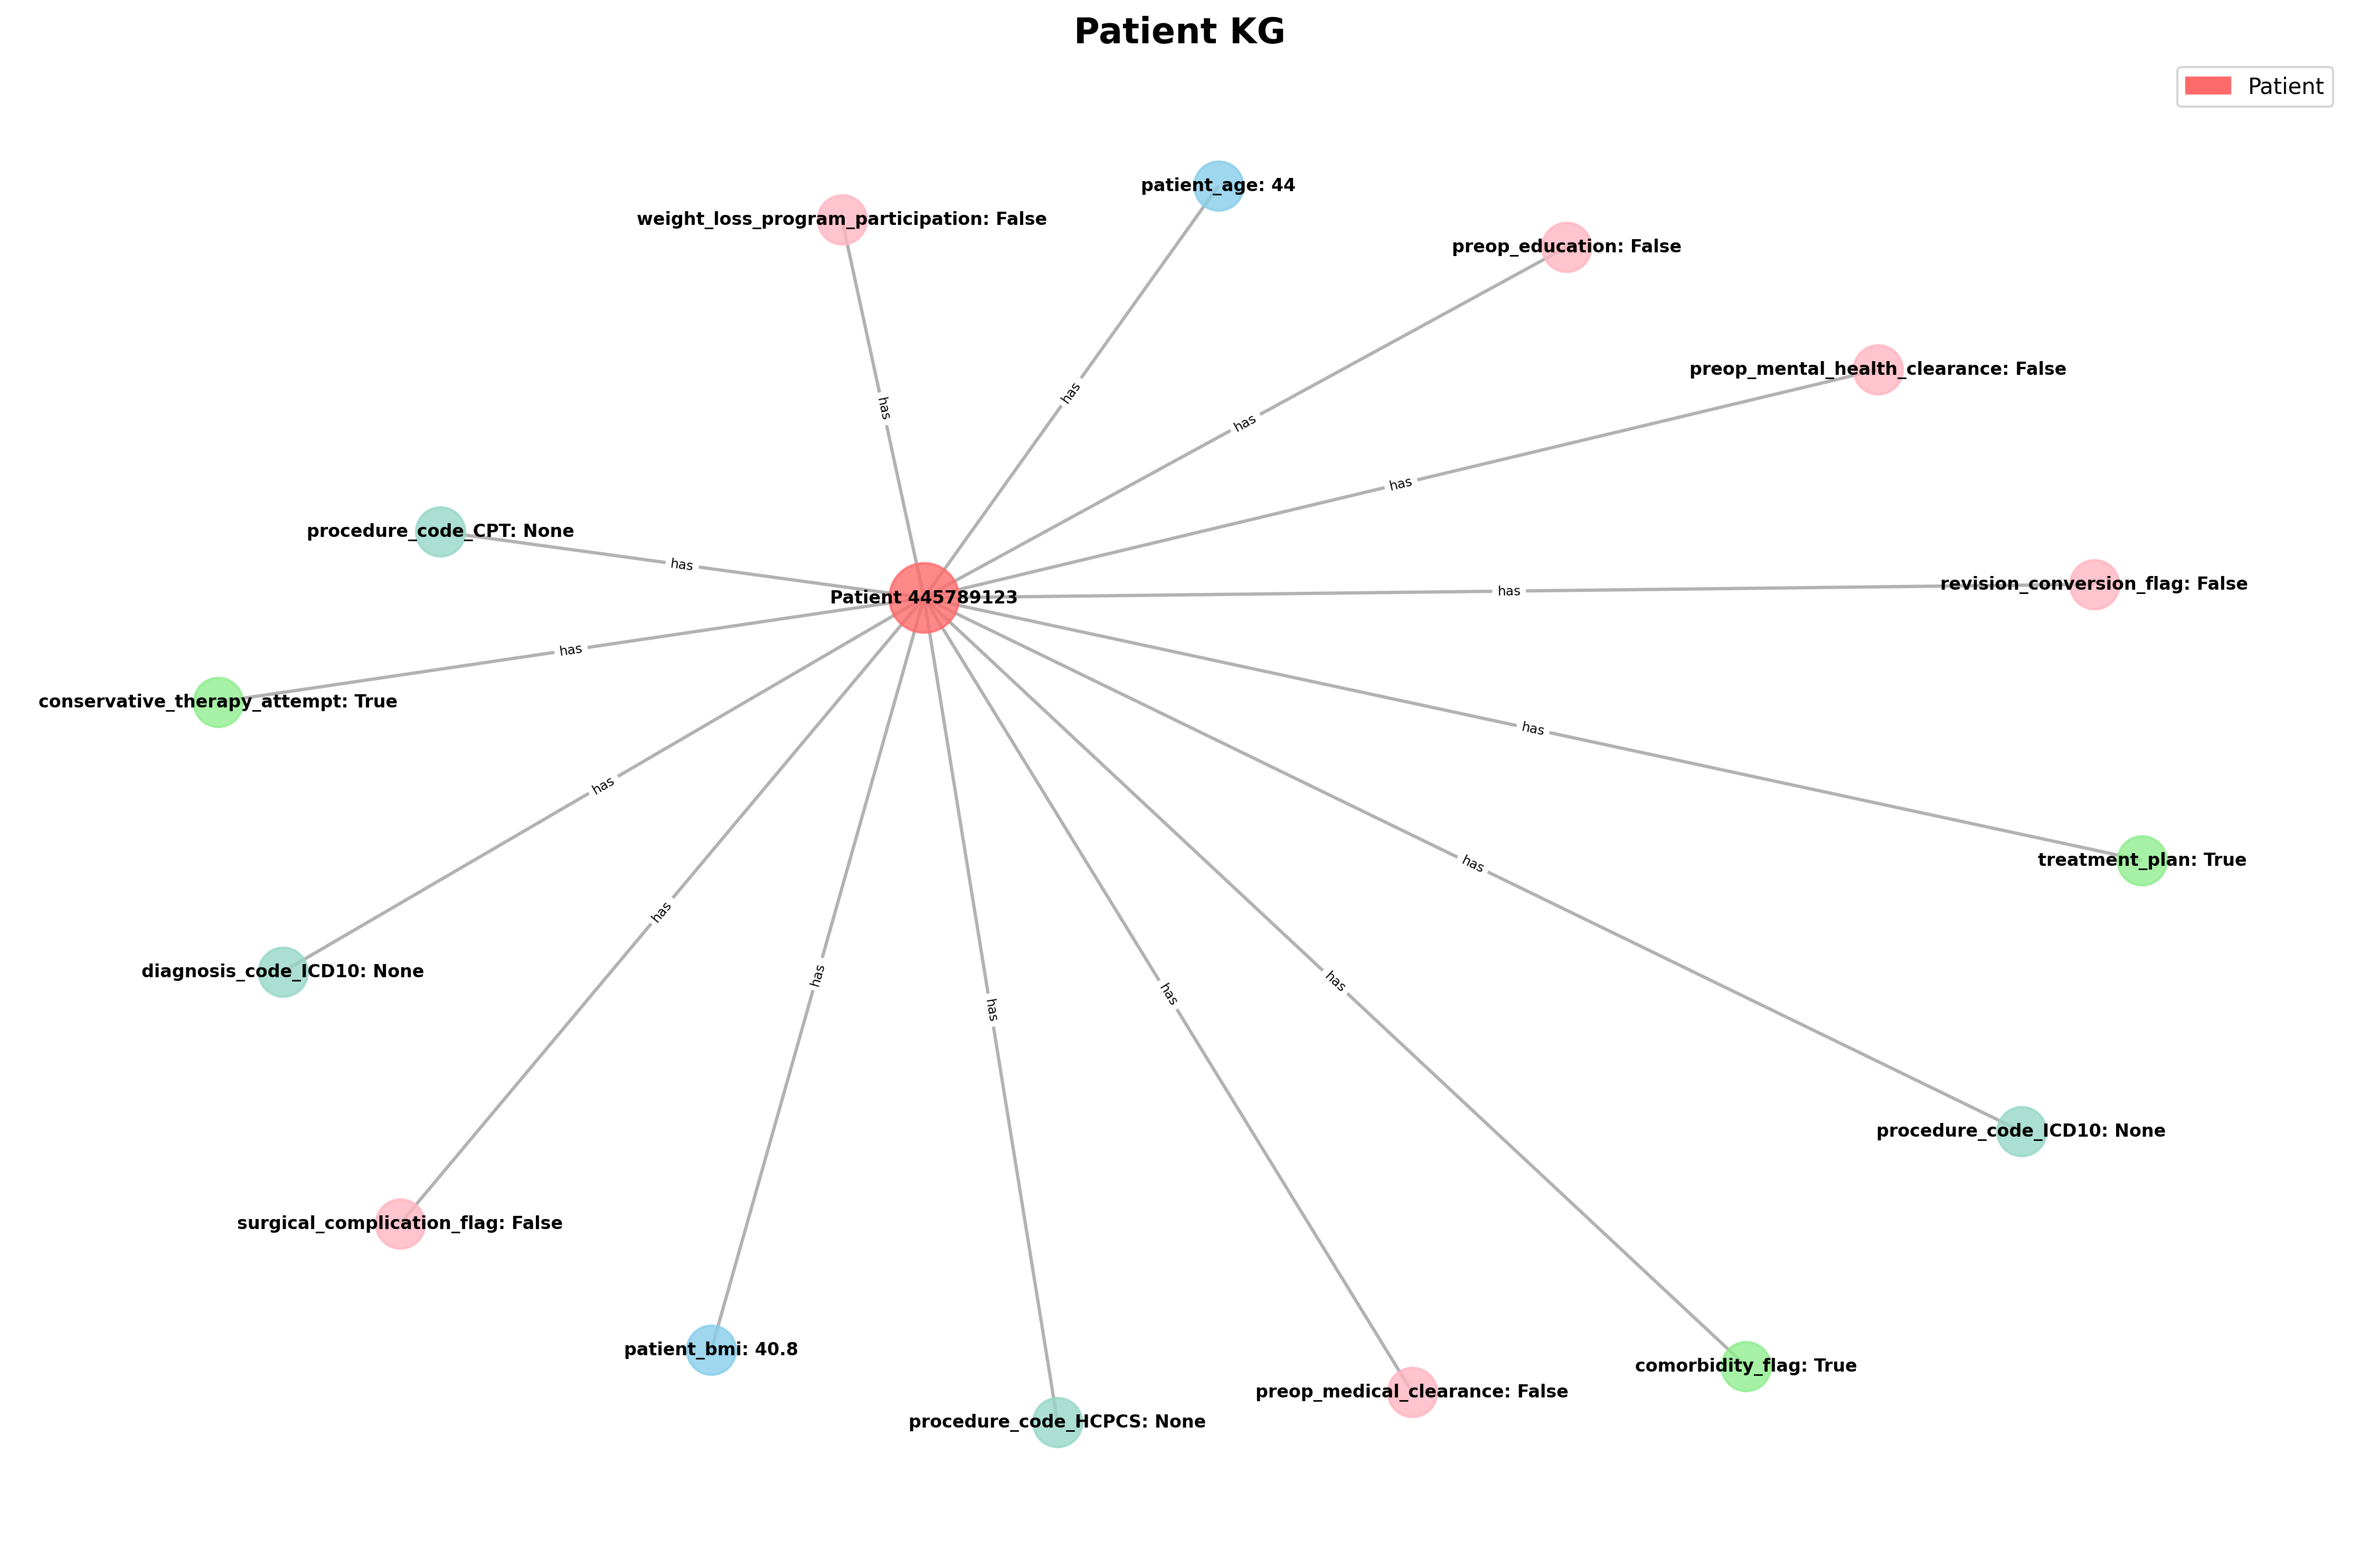 Patient KG
Patient
patient_age: 44
weight_loss_program_participation: False
preop_education: False
preop_mental_health_clearance: False
has
has
has
has
procedure_code_CPT: None
has
revision_conversion_flag: False
has
Patient 445789123
has
conservative_therapy_attempt: True
has
has
treatment_plan: True
has
has
diagnosis_code_ICD10: None
has
has
has
has
procedure_code_ICD10: None
surgical_complication_flag: False
patient_bmi: 40.8
comorbidity_flag: True
preop_medical_clearance: False
procedure_code_HCPCS: None